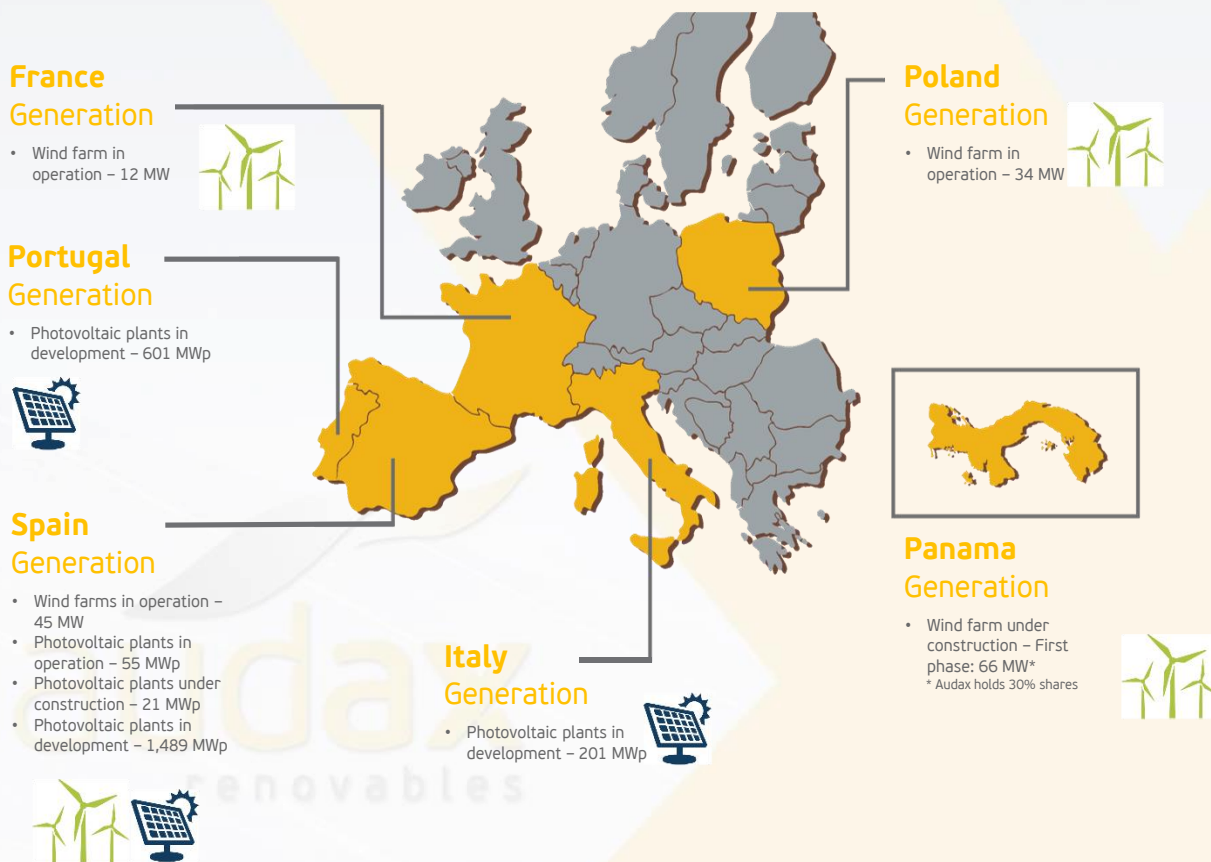 France
Generation
• Wind farm in
operation – 12 MW
Portugal
Generation
• Photovoltaic plants in
development – 601 MWp
Spain
Generation
• Wind farms in operation –
45 MW
• Photovoltaic plants in
operation – 55 MWp
• Photovoltaic plants under
construction – 21 MWp
• Photovoltaic plants in
development – 1,489 MWp
Italy
Generation
• Photovoltaic plants in
development – 201 MWp
Poland
Generation
• Wind farm in
operation – 34 MW
Panama
Generation
• Wind farm under
construction – First
phase: 66 MW*
* Audax holds 30% shares
audax
renovables